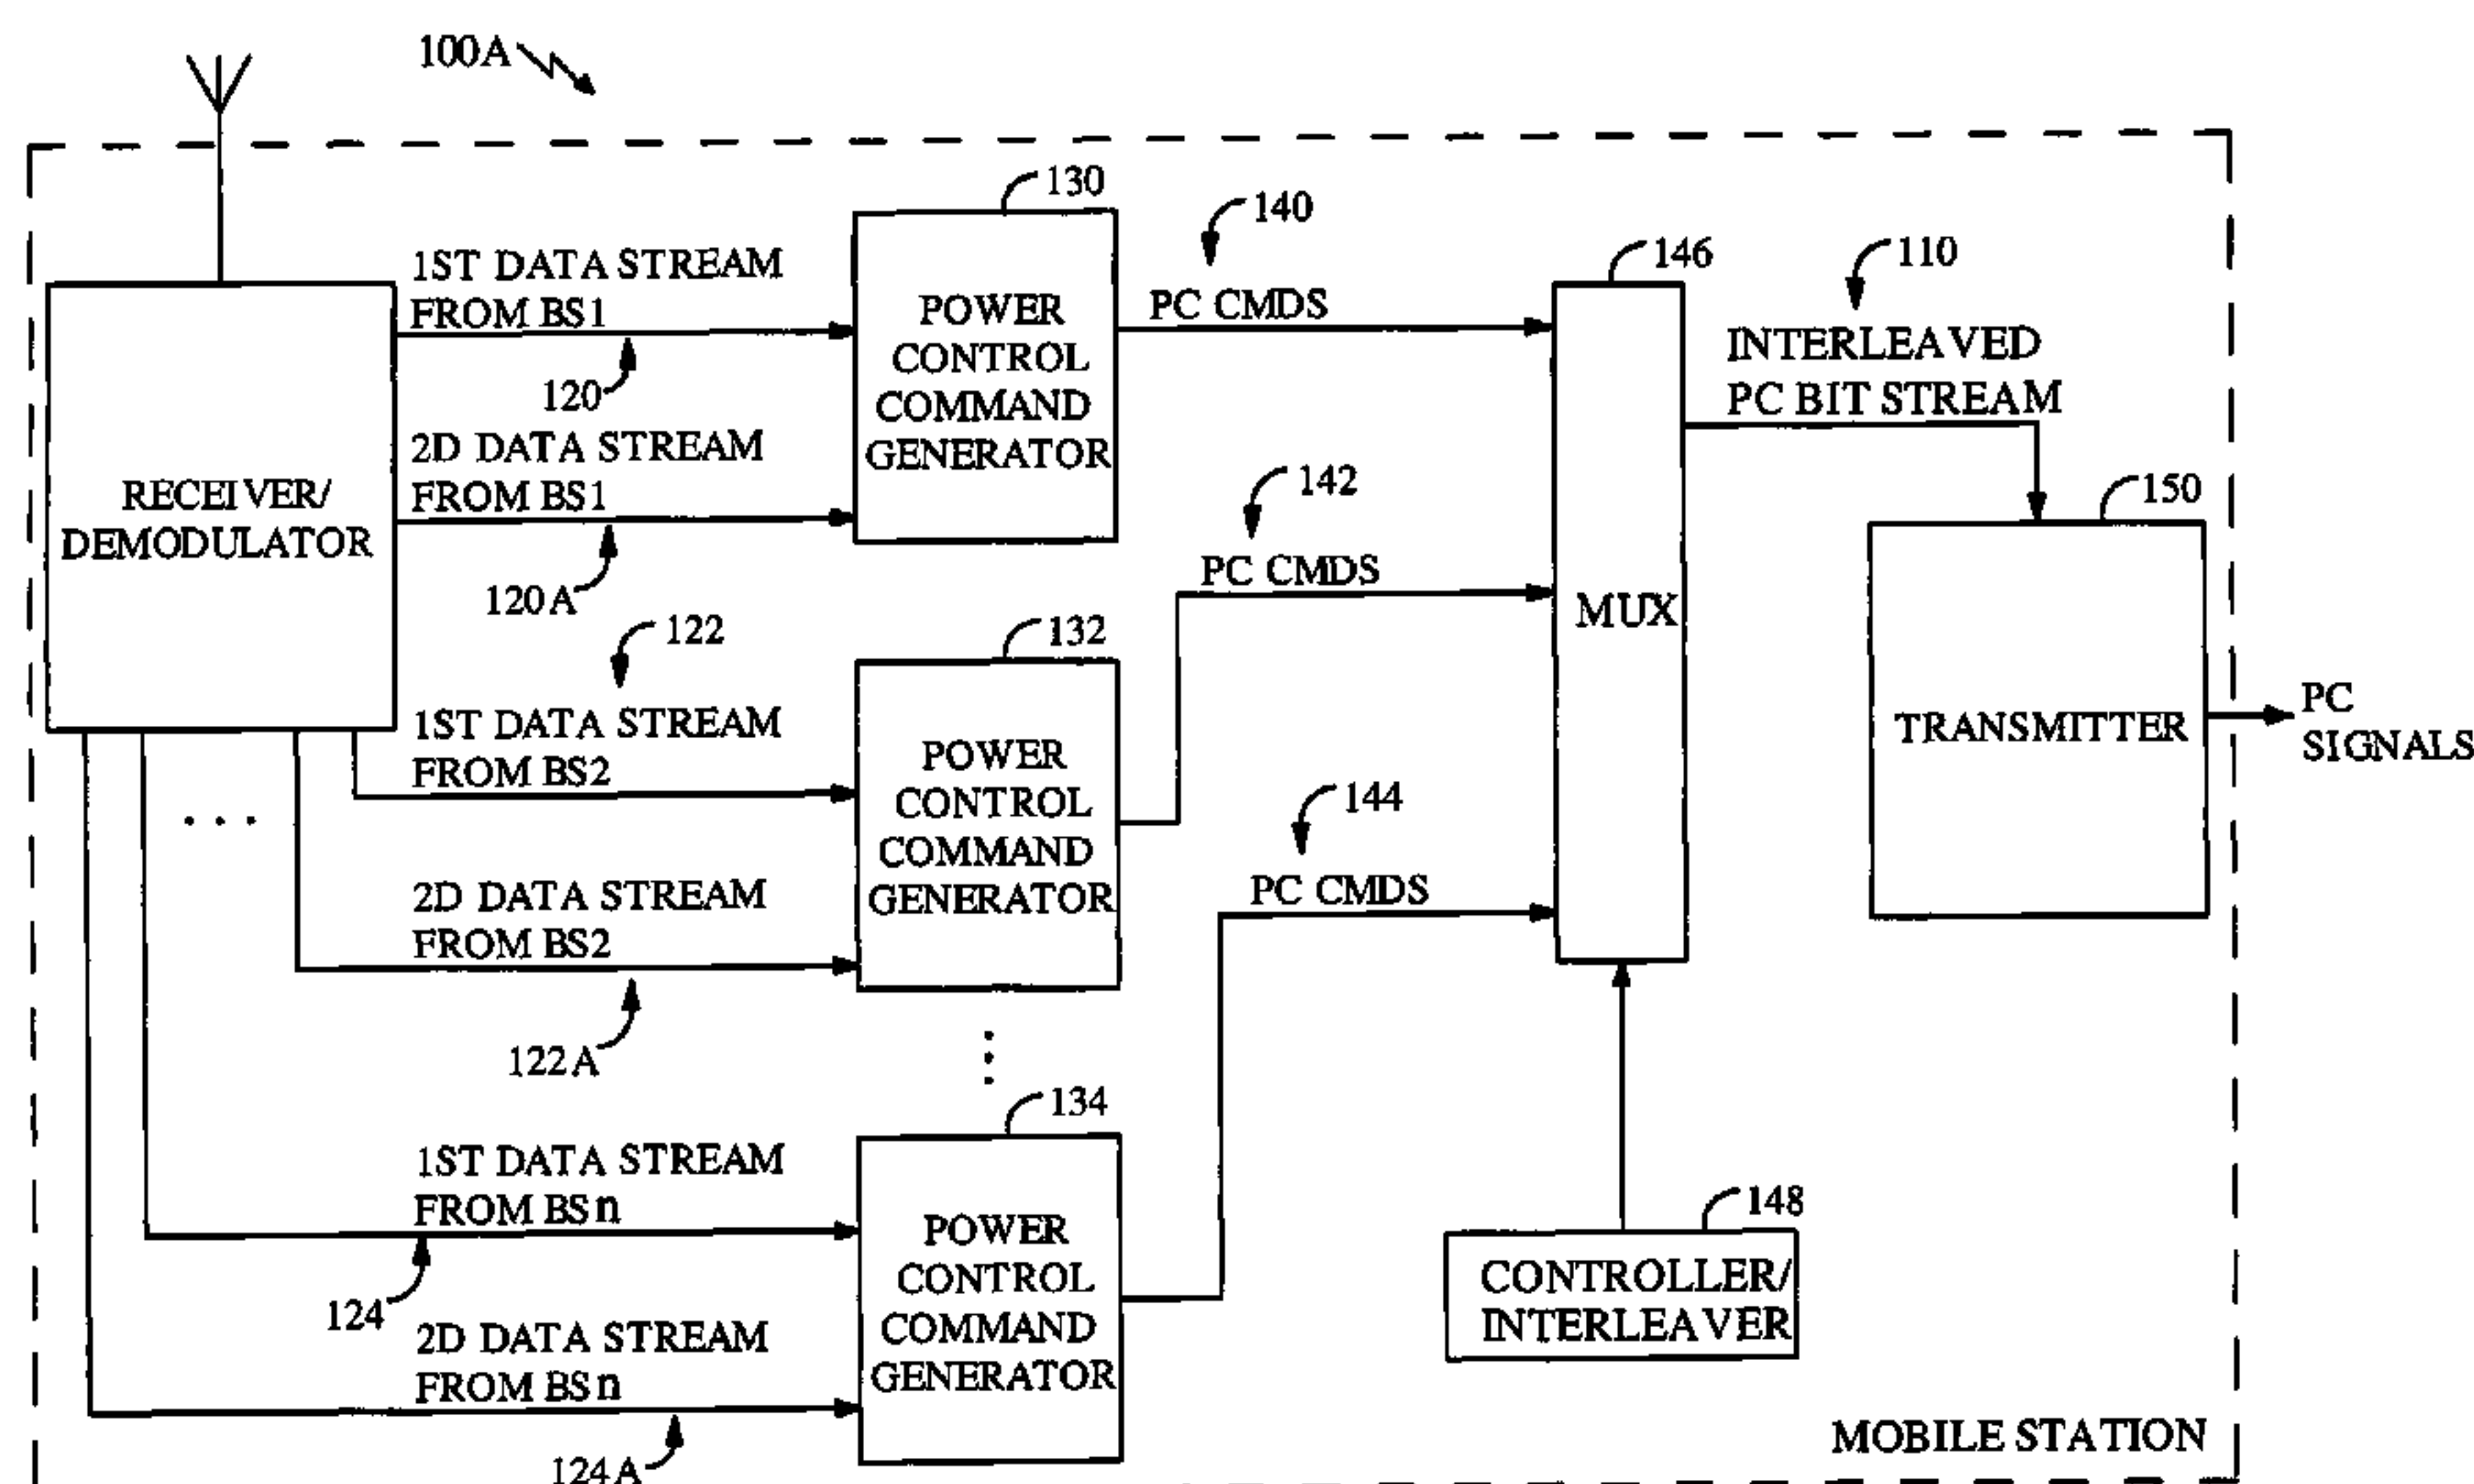 100A
130
140
146
110
1ST DATA STREAM
FROM BS1
120
2D DATA STREAM
FROM BS1
120A
RECEIVER/
DEMODULATOR
POWER
CONTROL
COMMAND
GENERATOR
PC CMDS
INTERLEAVED
PC BIT STREAM
142
PC CMDS
MUX
150
TRANSMITTER
PC
SIGNALS
122
132
1ST DATA STREAM
FROM BS2
2D DATA STREAM
FROM BS2
122A
POWER
CONTROL
COMMAND
GENERATOR
144
PC CMDS
. . .
134
1ST DATA STREAM
FROM BSn
124
2D DATA STREAM
FROM BSn
124A
POWER
CONTROL
COMMAND
GENERATOR
148
CONTROLLER/
INTERLEAVER
MOBILE STATION